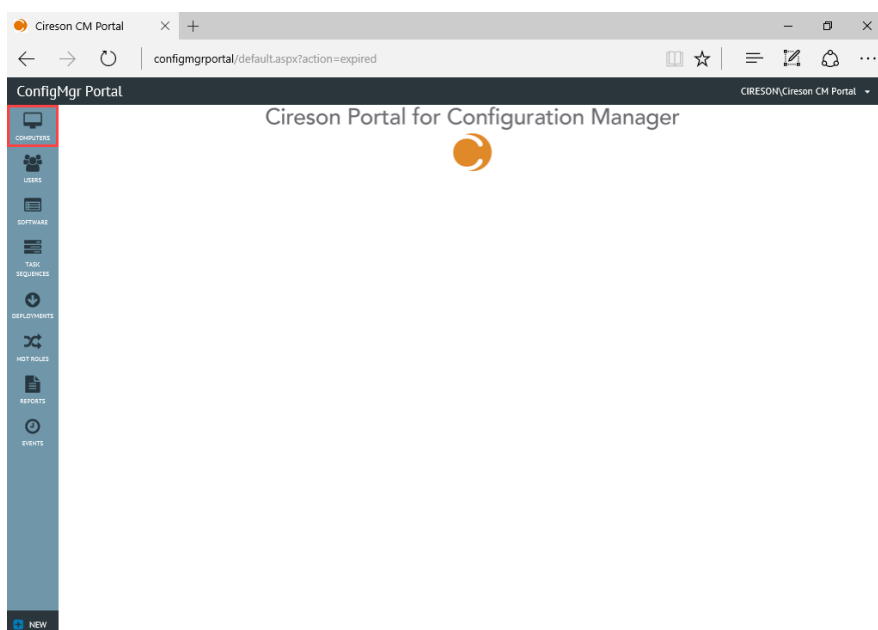 Cireson CM Portal
configmgrportal/default.aspx?action=expired
ConfigMgr Portal
CIRESON\Cireson CM Portal
Cireson Portal for Configuration Manager
COMPUTERS
USERS
SOFTWARE
TASK
SEQUENCES
DEPLOYMENTS
MDT ROLES
REPORTS
EVENTS
NEW